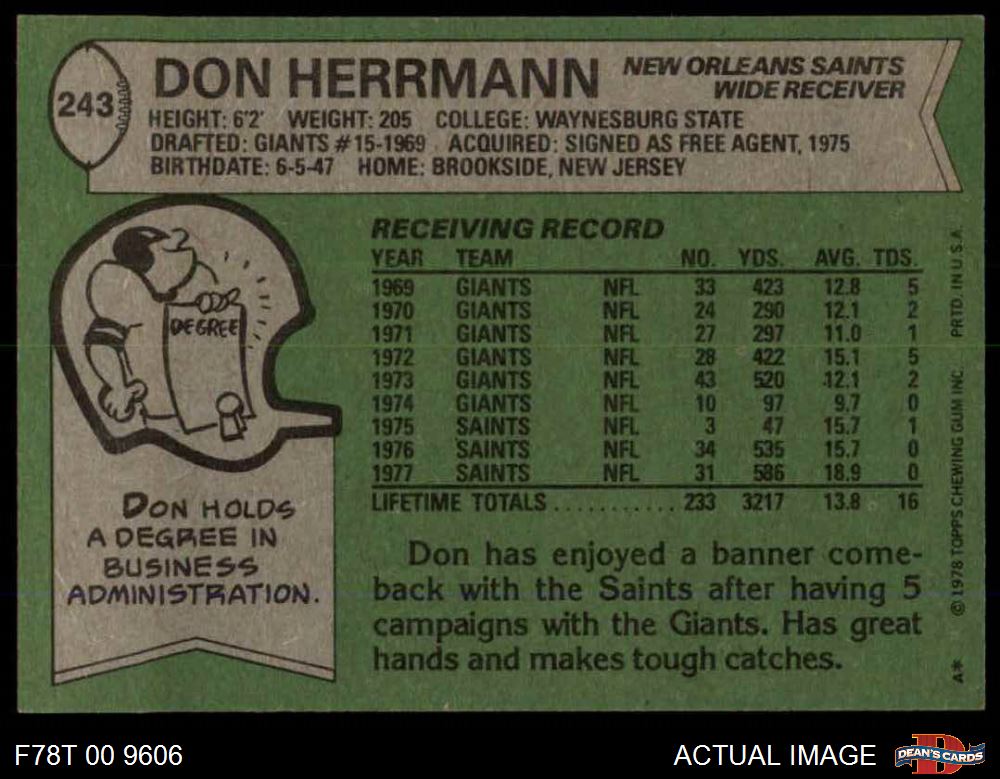 243
DON HERRMANN
NEW ORLEANS SAINTS
WIDE RECEIVER
HEIGHT: 6'2' WEIGHT: 205 COLLEGE: WAYNESBURG STATE
DRAFTED: GIANTS #15-1969 ACQUIRED: SIGNED AS FREE AGENT, 1975
BIRTHDATE: 6-5-47 HOME: BROOKSIDE, NEW JERSEY
DEGREE
DON HOLDS
A DEGREE IN
BUSINESS
ADMINISTRATION.
RECEIVING RECORD
YEAR TEAM NO. YDS. AVG. TDS.
1969 GIANTS NFL 33 423 12.8 5
1970 GIANTS NFL 24 290 12.1 2
1971 GIANTS NFL 27 297 11.0 1
1972 GIANTS NFL 28 422 15.1 5
1973 GIANTS NFL 43 520 12.1 2
1974 GIANTS NFL 10 97 9.7 0
1975 SAINTS NFL 3 47 15.7 1
1976 SAINTS NFL 34 535 15.7 0
1977 SAINTS NFL 31 586 18.9 0
LIFETIME TOTALS ........... 233 3217 13.8 16
Don has enjoyed a banner come-
back with the Saints after having 5
campaigns with the Giants. Has great
hands and makes tough catches.
A** © 1978 TOPPS CHEWING GUM INC. PRTD. IN U.S.A.
F78T 00 9606
ACTUAL IMAGE
D
DEAN'S CARDS